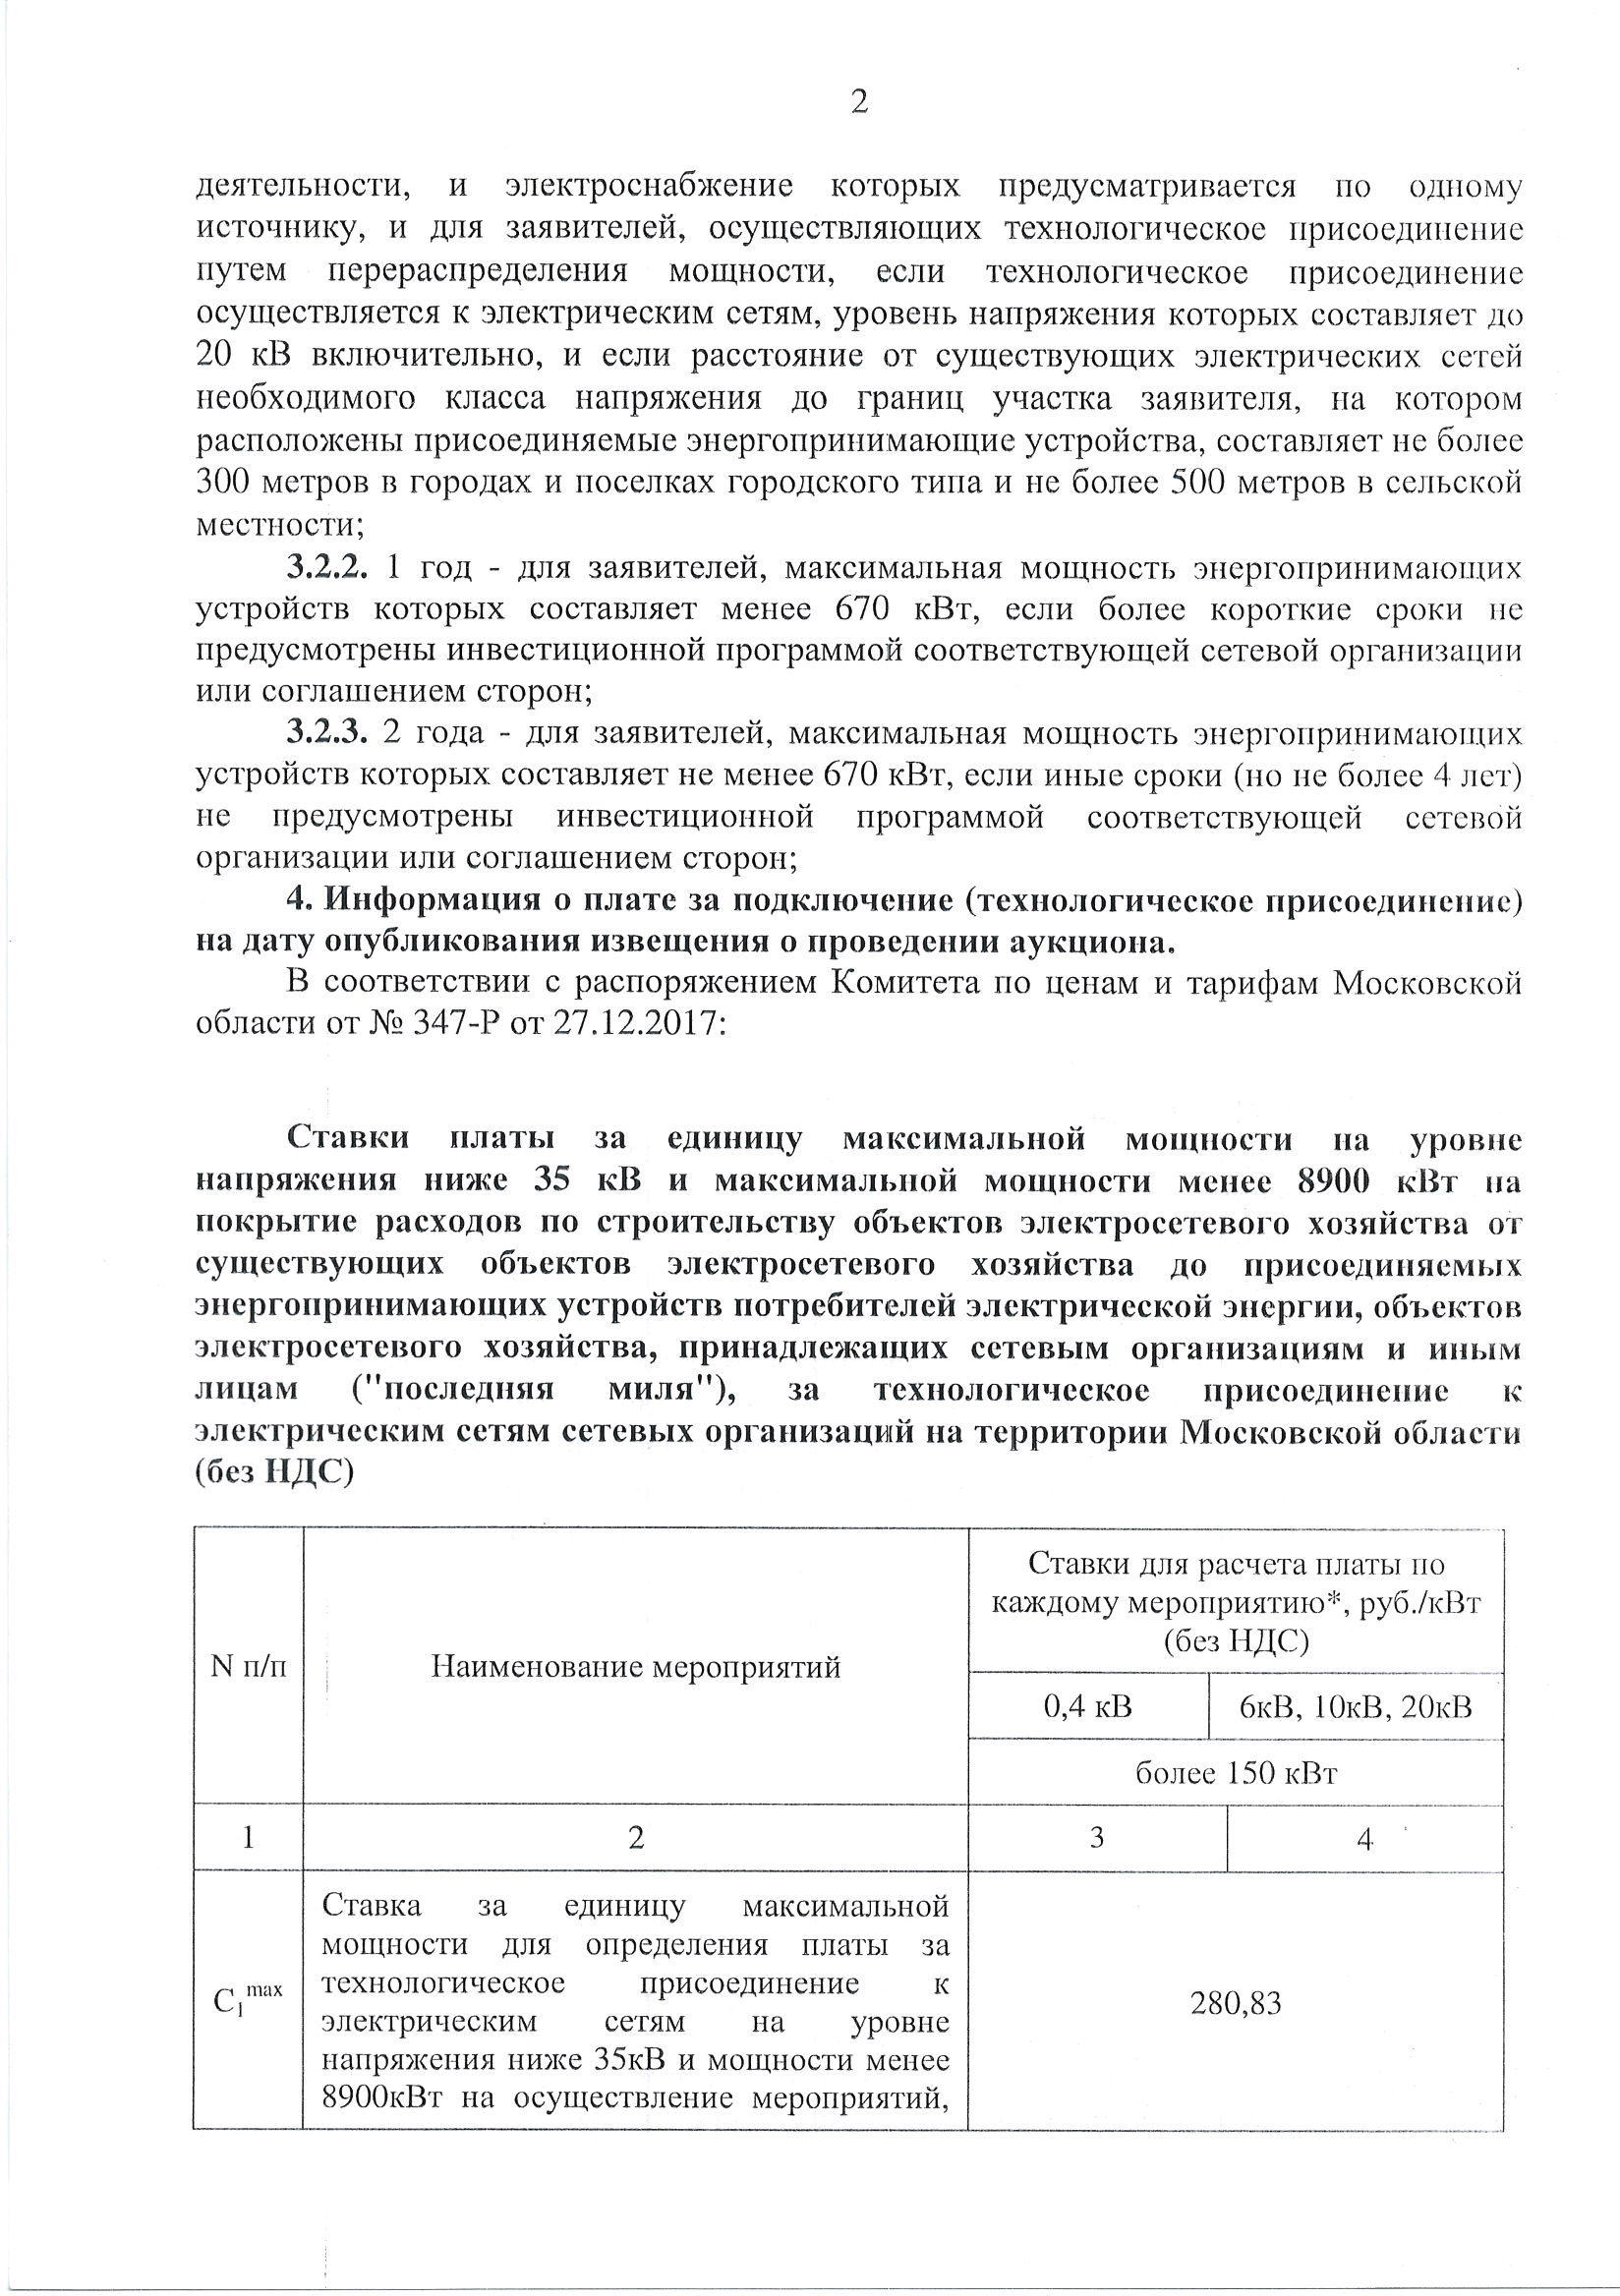 2
деятельности, и электроснабжение которых предусматривается по одному
источнику, и для заявителей, осуществляющих технологическое присоединение
путем перераспределения мощности, если технологическое присоединение
осуществляется к электрическим сетям, уровень напряжения которых составляет до
20 кВ включительно, и если расстояние от существующих электрических сетей
необходимого класса напряжения до границ участка заявителя, на котором
расположены присоединяемые энергопринимающие устройства, составляет не более
300 метров в городах и поселках городского типа и не более 500 метров в сельской
местности;
3.2.2. 1 год - для заявителей, максимальная мощность энергопринимающих
устройств которых составляет менее 670 кВт, если более короткие сроки не
предусмотрены инвестиционной программой соответствующей сетевой организации
или соглашением сторон;
3.2.3. 2 года - для заявителей, максимальная мощность энергопринимающих
устройств которых составляет не менее 670 кВт, если иные сроки (но не более 4 лет)
не предусмотрены инвестиционной программой соответствующей сетевой
организации или соглашением сторон;
4. Информация о плате за подключение (технологическое присоединение)
на дату опубликования извещения о проведении аукциона.
В соответствии с распоряжением Комитета по ценам и тарифам Московской
области от № 347-Р от 27.12.2017:
Ставки платы за единицу максимальной мощности на уровне
напряжения ниже 35 кВ и максимальной мощности менее 8900 кВт на
покрытие расходов по строительству объектов электросетевого хозяйства от
существующих объектов электросетевого хозяйства до присоединяемых
энергопринимающих устройств потребителей электрической энергии, объектов
электросетевого хозяйства, принадлежащих сетевым организациям и иным
лицам ("последняя миля"), за технологическое присоединение к
электрическим сетям сетевых организаций на территории Московской области
(без НДС)
N п/п
Наименование мероприятий
Ставки для расчета платы по
каждому мероприятию*, руб./кВт
(без НДС)
0,4 кВ
6кВ, 10кВ, 20кВ
более 150 кВт
1
2
3
4
C₁ᵐᵃˣ
Ставка за единицу максимальной
мощности для определения платы за
технологическое присоединение к
электрическим сетям на уровне
напряжения ниже 35кВ и мощности менее
8900кВт на осуществление мероприятий,
280,83